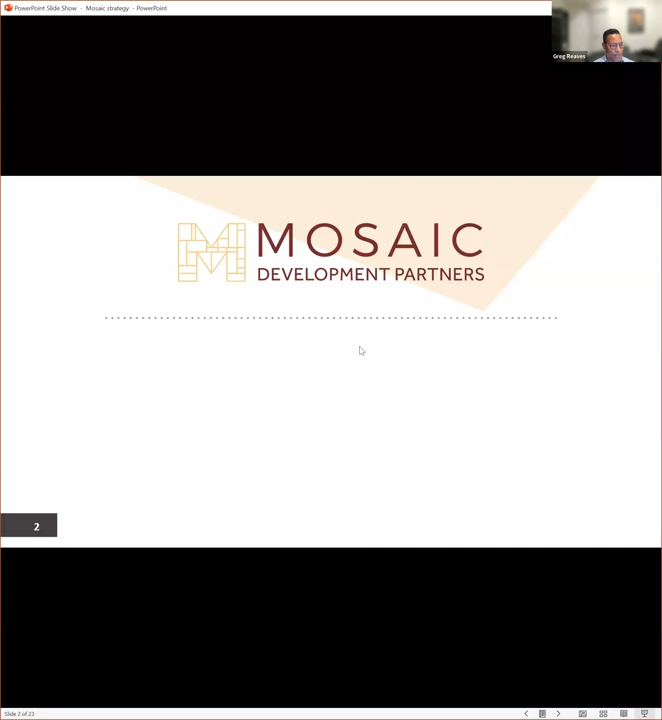 PowerPoint Slide Show - Mosaic strategy - PowerPoint
Greg Reaves
MOSAIC
DEVELOPMENT PARTNERS
2
Slide 2 of 23